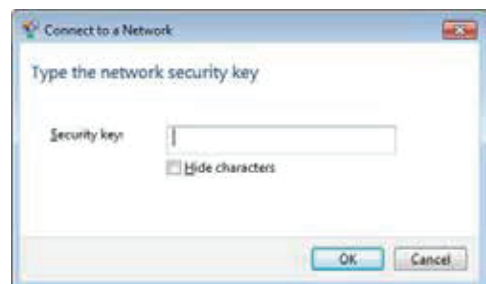 Connect to a Network
Type the network security key
Security key:
Hide characters
OK Cancel